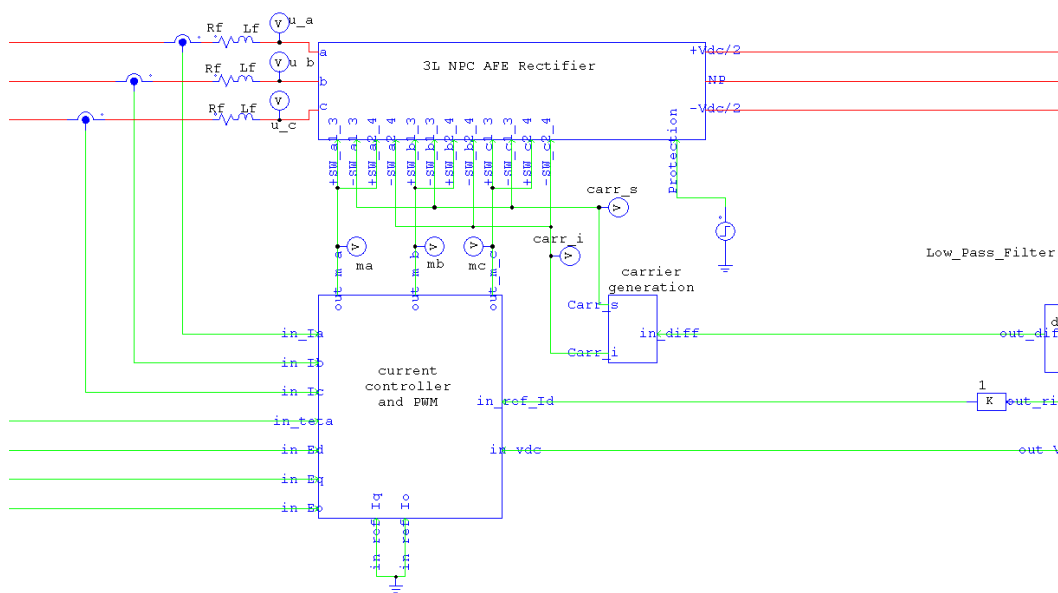 Rf Lf
u_a
Rf Lf
u_b
Rf Lf
u_c
a
b
c
3L NPC AFE Rectifier
+Vdc/2
NP
-Vdc/2
+SW_a1_3
-SW_a1_3
+SW_a2_4
-SW_a2_4
+SW_b1_3
-SW_b1_3
+SW_b2_4
-SW_b2_4
+SW_c1_3
-SW_c1_3
+SW_c2_4
-SW_c2_4
Protection
V
V
V
carr_s
V
carr_i
V
V
ma
V
mb
V
mc
out_m_a
out_m_b
out_m_c
carrier
generation
Carr_s
Carr_i
in_diff
Low_Pass_Filter
out_dif
in_Ia
in_Ib
in_Ic
in_teta
in_Ed
in_Eq
in_Eo
current
controller
and PWM
in_ref_Id
1
K
out_ri
in_vdc
out_V
in_ref_Iq
in_ref_Io